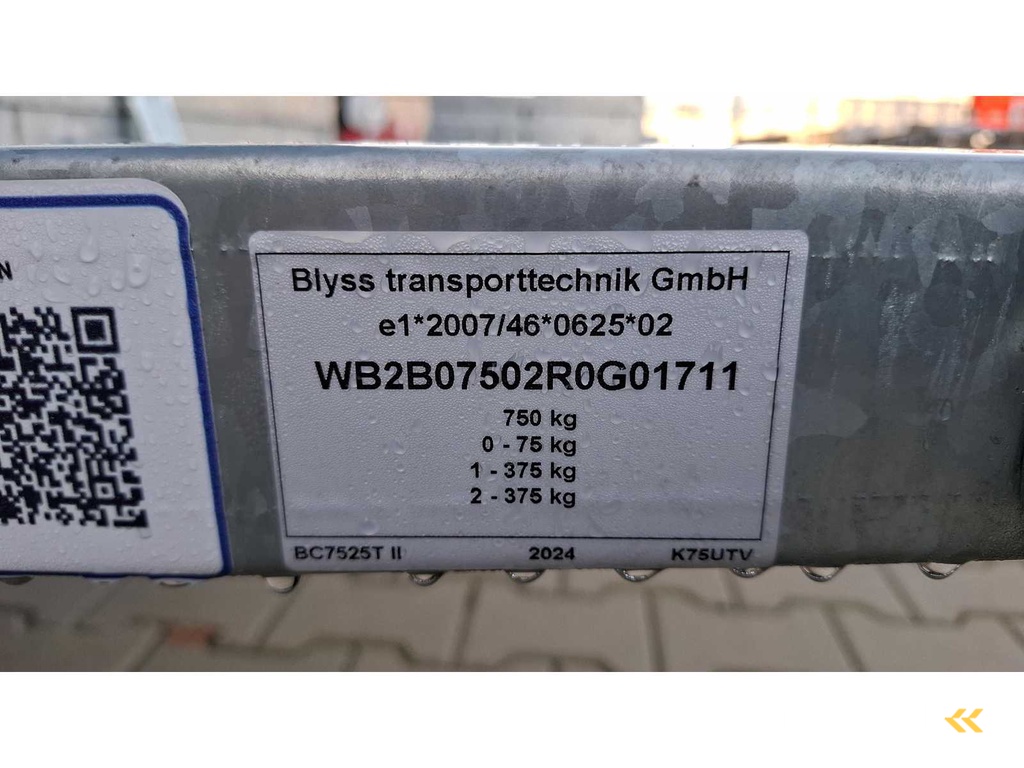 N
Blyss transporttechnik GmbH
e1*2007/46*0625*02
WB2B07502R0G01711
750 kg
0 - 75 kg
1 - 375 kg
2 - 375 kg
BC7525T II 2024 K75UTV